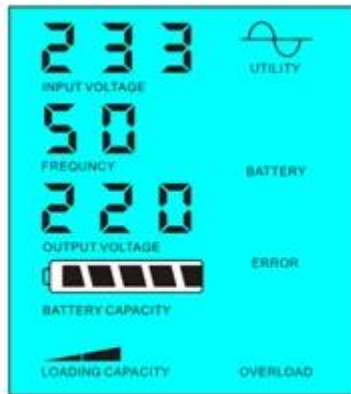 233
INPUT VOLTAGE
UTILITY
50
FREQUNCY
BATTERY
220
OUTPUT VOLTAGE
ERROR
BATTERY CAPACITY
LOADING CAPACITY
OVERLOAD